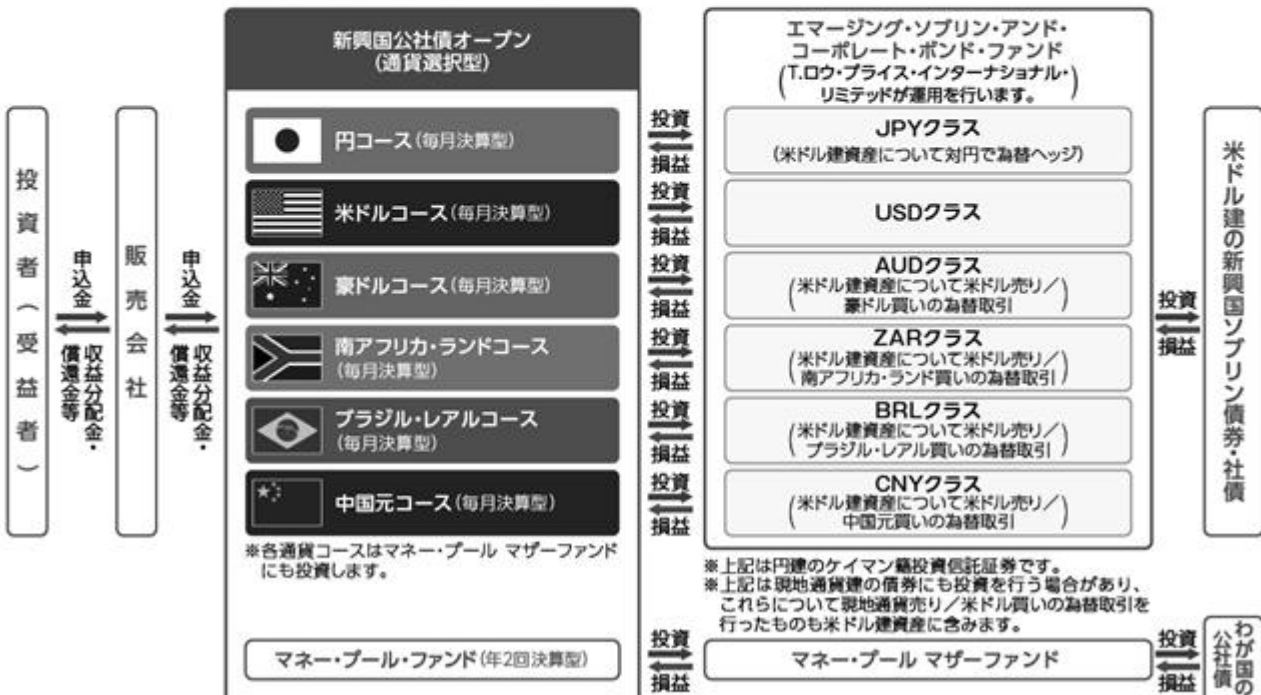 投資者(受益者)
申込金
収益分配金・
償還金等
販売会社
申込金
収益分配金・
償還金等
新興国公社債オープン
(通貨選択型)
円コース(毎月決算型)
米ドルコース(毎月決算型)
豪ドルコース(毎月決算型)
南アフリカ・ランドコース
(毎月決算型)
ブラジル・レアルコース
(毎月決算型)
中国元コース(毎月決算型)
※各通貨コースはマネー・プール マザーファンド
にも投資します。
マネー・プール・ファンド(年2回決算型)
投資
損益
投資
損益
投資
損益
投資
損益
投資
損益
投資
損益
投資
損益
エマージング・ソブリン・アンド・
コーポレート・ボンド・ファンド
(T.ロウ・プライス・インターナショナル・
リミテッドが運用を行います。)
JPYクラス
(米ドル建資産について対円で為替ヘッジ)
USDクラス
AUDクラス
(米ドル建資産について米ドル売り/
豪ドル買いの為替取引)
ZARクラス
(米ドル建資産について米ドル売り/
南アフリカ・ランド買いの為替取引)
BRLクラス
(米ドル建資産について米ドル売り/
ブラジル・レアル買いの為替取引)
CNYクラス
(米ドル建資産について米ドル売り/
中国元買いの為替取引)
※上記は円建のケイマン籍投資信託証券です。
※上記は現地通貨建の債券にも投資を行う場合があり、
これらについて現地通貨売り/米ドル買いの為替取引を
行ったものも米ドル建資産に含みます。
マネー・プール マザーファンド
投資
損益
投資
損益
米ドル建の新興国ソブリン債券・社債
わが国の
公社債